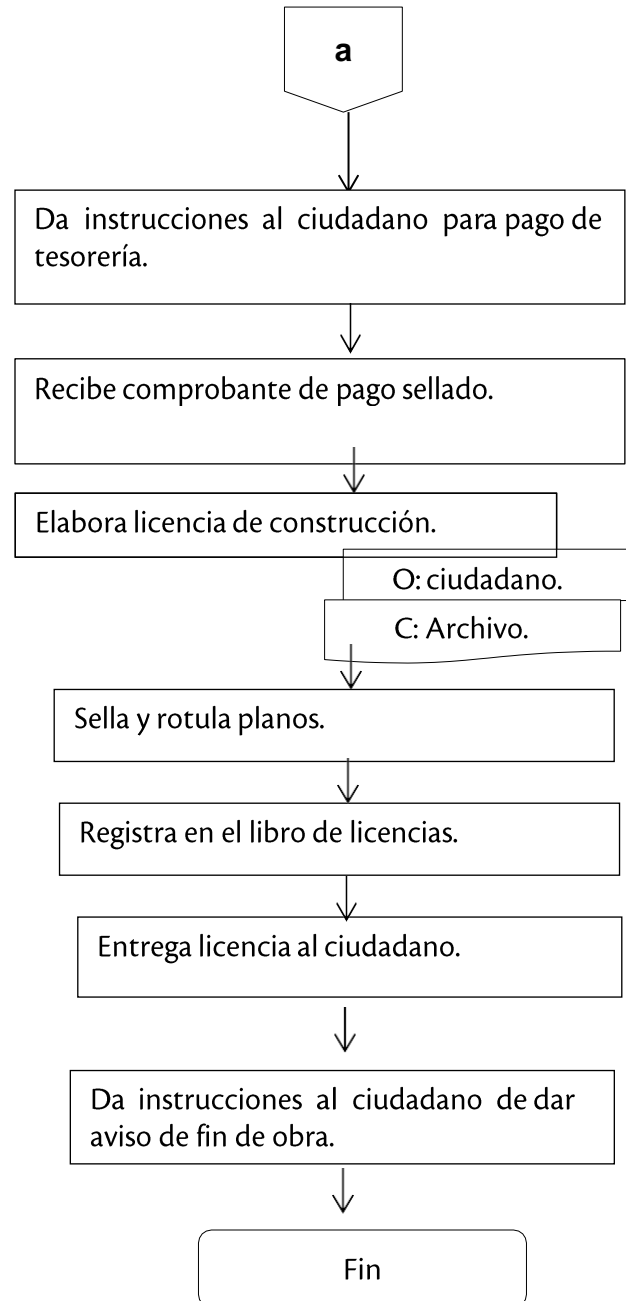 a
Da instrucciones al ciudadano para pago de
tesorería.
Recibe comprobante de pago sellado.
Elabora licencia de construcción.
O: ciudadano.
C: Archivo.
Sella y rotula planos.
Registra en el libro de licencias.
Entrega licencia al ciudadano.
Da instrucciones al ciudadano de dar
aviso de fin de obra.
Fin